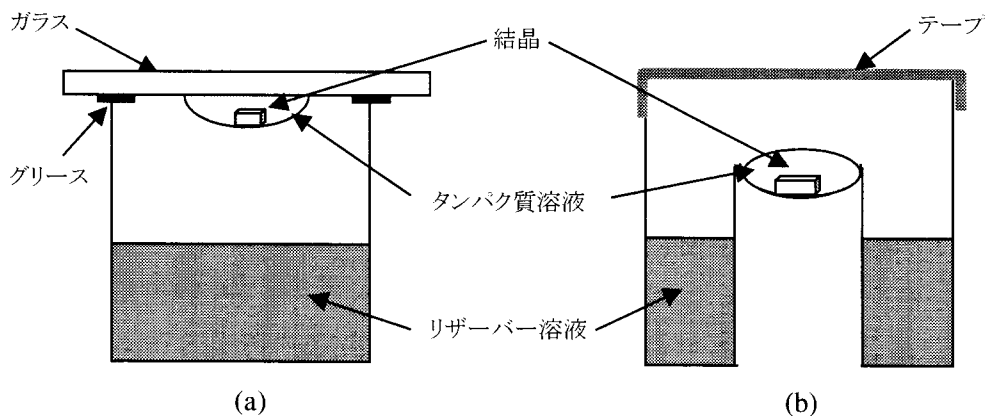 ガラス
結晶
テープ
グリース
タンパク質溶液
リザーバー溶液
(a)
(b)